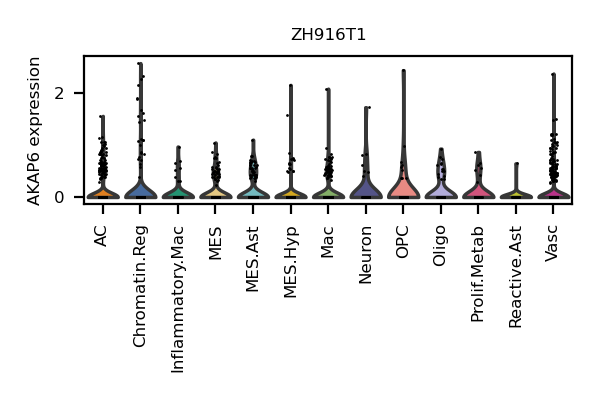 ZH916T1
AKAP6 expression
2
0
AC
Chromatin.Reg
Inflammatory.Mac
MES
MES.Ast
MES.Hyp
Mac
Neuron
OPC
Oligo
Prolif.Metab
Reactive.Ast
Vasc